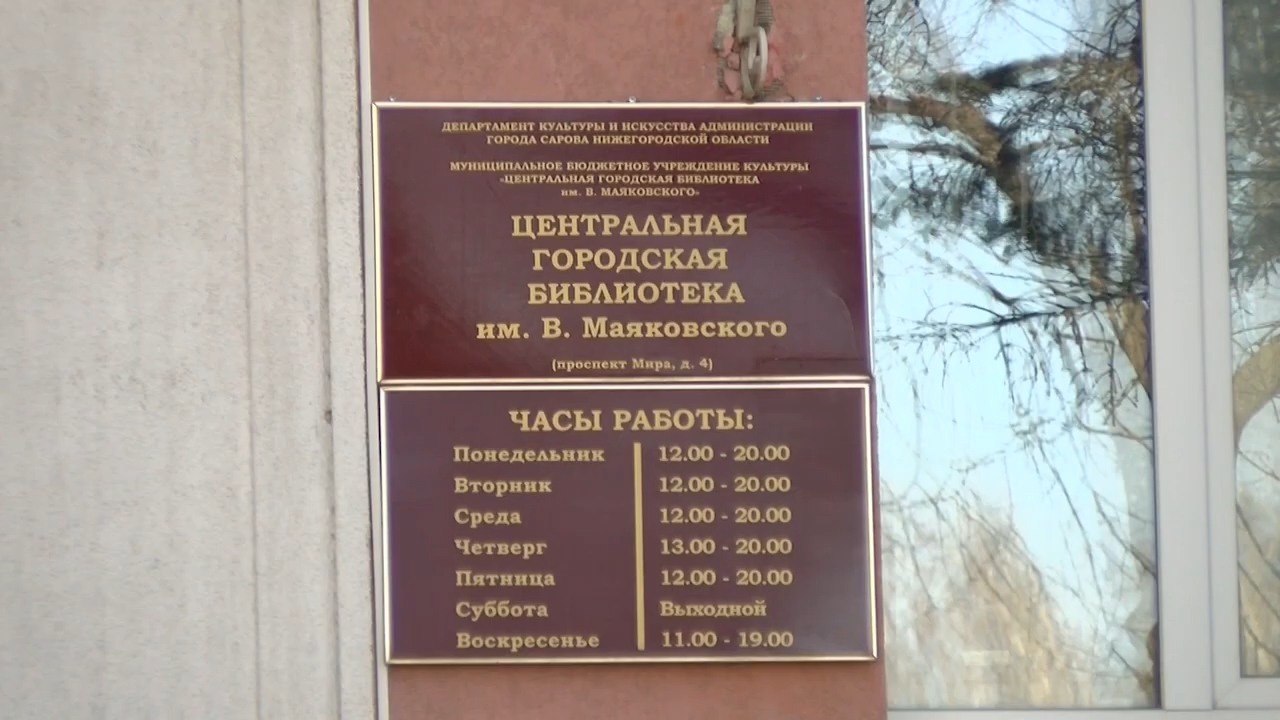 ДЕПАРТАМЕНТ КУЛЬТУРЫ И ИСКУССТВА АДМИНИСТРАЦИИ
ГОРОДА САРОВА НИЖЕГОРОДСКОЙ ОБЛАСТИ
МУНИЦИПАЛЬНОЕ БЮДЖЕТНОЕ УЧРЕЖДЕНИЕ КУЛЬТУРЫ
«ЦЕНТРАЛЬНАЯ ГОРОДСКАЯ БИБЛИОТЕКА
им. В. МАЯКОВСКОГО»
ЦЕНТРАЛЬНАЯ
ГОРОДСКАЯ
БИБЛИОТЕКА
им. В. Маяковского
(проспект Мира, д. 4)
ЧАСЫ РАБОТЫ:
Понедельник 12.00 - 20.00
Вторник 12.00 - 20.00
Среда 12.00 - 20.00
Четверг 13.00 - 20.00
Пятница 12.00 - 20.00
Суббота Выходной
Воскресенье 11.00 - 19.00